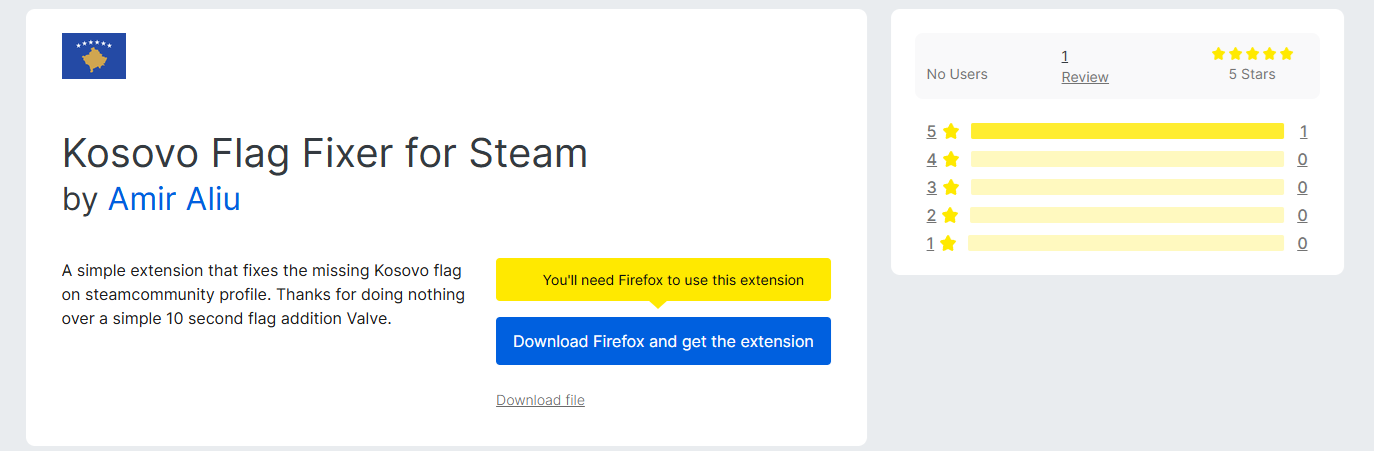 Kosovo Flag Fixer for Steam
by Amir Aliu
A simple extension that fixes the missing Kosovo flag
on steamcommunity profile. Thanks for doing nothing
over a simple 10 second flag addition Valve.
You'll need Firefox to use this extension
Download Firefox and get the extension
Download file
No Users
1
Review
5 Stars
5 1
4 0
3 0
2 0
1 0